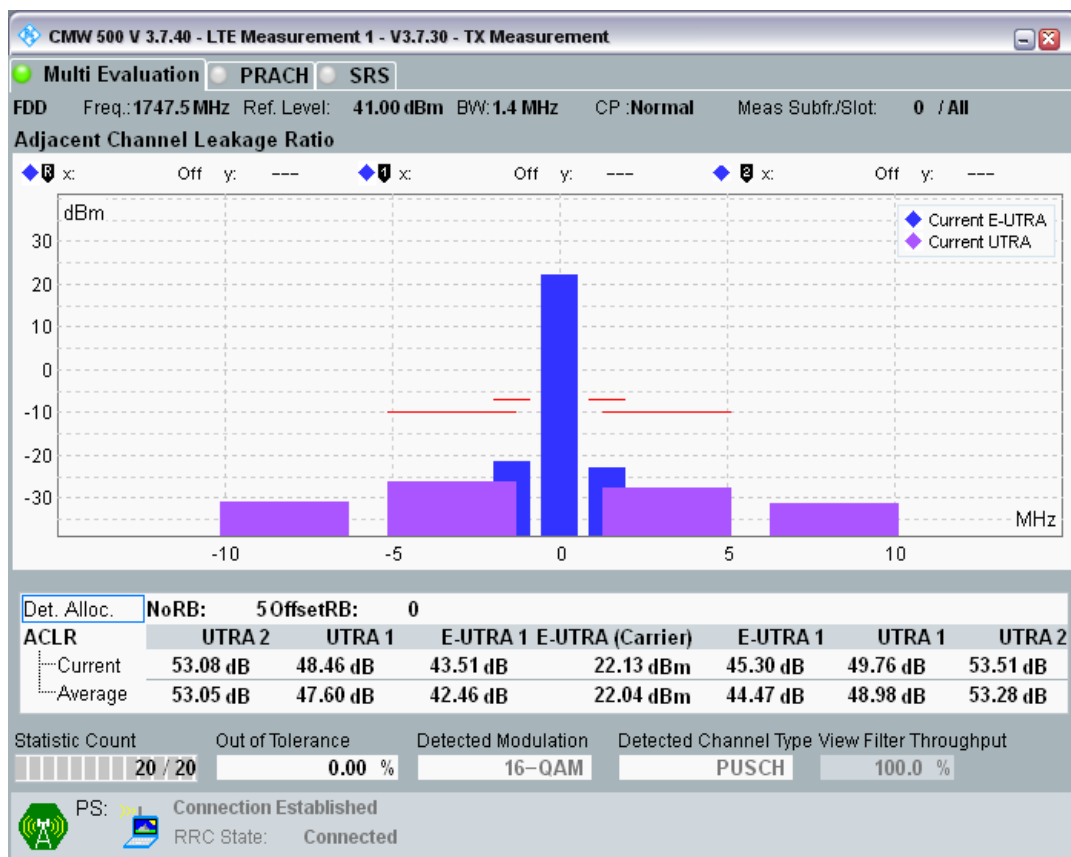 CMW 500 V 3.7.40 - LTE Measurement 1 - V3.7.30 - TX Measurement
Multi Evaluation PRACH SRS
FDD Freq.: 1747.5 MHz Ref. Level: 41.00 dBm BW: 1.4 MHz CP : Normal Meas Subfr./Slot: 0 / All
Adjacent Channel Leakage Ratio
R x: Off y: --- 1 x: Off y: --- 2 x: Off y: ---
dBm
Current E-UTRA
Current UTRA
30
20
10
0
-10
-20
-30
MHz
-10 -5 0 5 10
Det. Alloc. NoRB: 5 OffsetRB: 0
ACLR UTRA 2 UTRA 1 E-UTRA 1 E-UTRA (Carrier) E-UTRA 1 UTRA 1 UTRA 2
Current 53.08 dB 48.46 dB 43.51 dB 22.13 dBm 45.30 dB 49.76 dB 53.51 dB
Average 53.05 dB 47.60 dB 42.46 dB 22.04 dBm 44.47 dB 48.98 dB 53.28 dB
Statistic Count Out of Tolerance Detected Modulation Detected Channel Type View Filter Throughput
20 / 20 0.00 % 16-QAM PUSCH 100.0 %
PS: Connection Established
RRC State: Connected